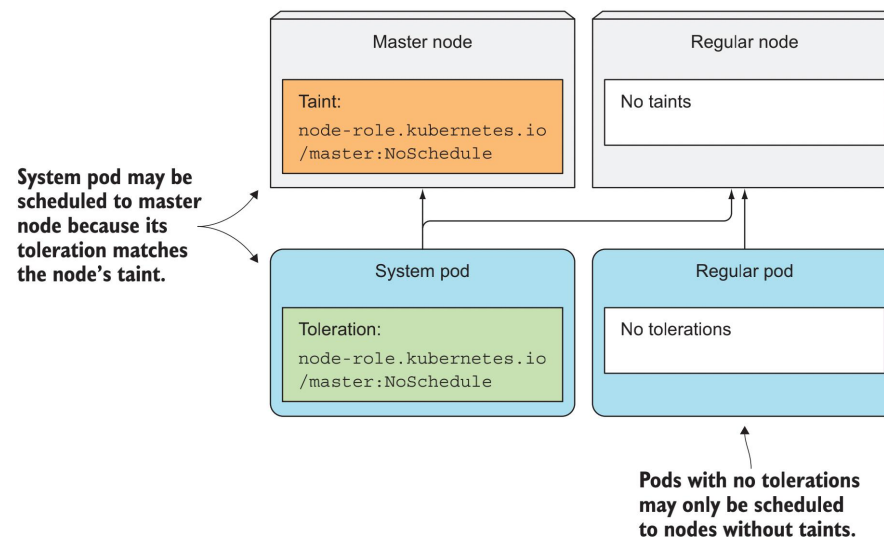 Master node
Taint:
node-role.kubernetes.io
/master:NoSchedule
Regular node
No taints
System pod may be
scheduled to master
node because its
toleration matches
the node’s taint.
System pod
Toleration:
node-role.kubernetes.io
/master:NoSchedule
Regular pod
No tolerations
Pods with no tolerations
may only be scheduled
to nodes without taints.